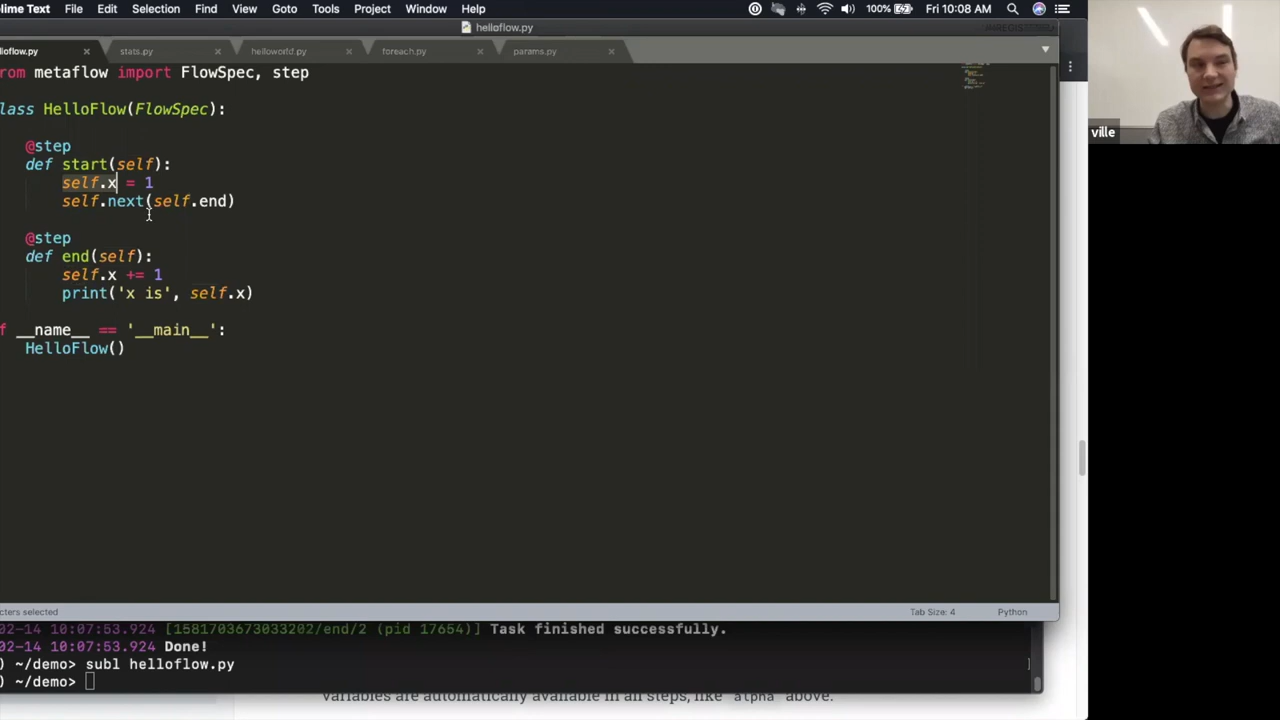 lime Text File Edit Selection Find View Goto Tools Project Window Help 100% Fri 10:08 AM
helloflow.py
lloflow.py stats.py helloworld.py foreach.py params.py
rom metaflow import FlowSpec, step
lass HelloFlow(FlowSpec):
@step
def start(self):
self.x = 1
self.next(self.end)
@step
def end(self):
self.x += 1
print('x is', self.x)
f __name__ == '__main__':
HelloFlow()
cters selected Tab Size: 4 Python
02-14 10:07:53.924 [1581703673033202/end/2 (pid 17654)] Task finished successfully.
02-14 10:07:53.924 Done!
) ~/demo> subl helloflow.py
) ~/demo>
variables are automatically available in all steps, like alpha above.
ville